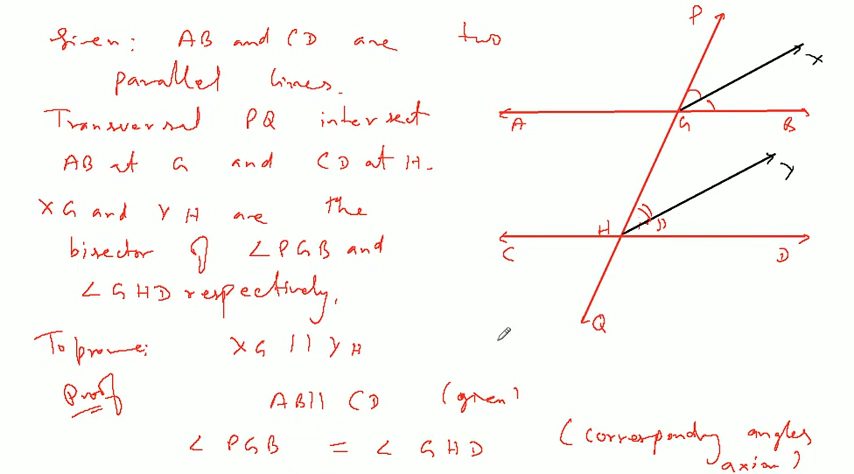 Given: AB and CD are two
parallel lines.
Transversal PQ intersect
AB at G and CD at H.
XG and YH are the
bisector of ∠PGB and
∠GHD respectively.
To prove: XG || YH
Proof
AB || CD (given)
∠PGB = ∠GHD (corresponding angles
axiom)
P
X
A G B
Y
H
C D
Q